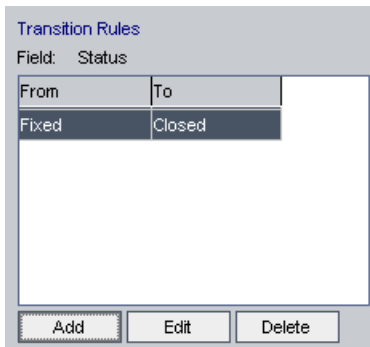 Transition Rules
Field: Status
From To
Fixed Closed
Add Edit Delete